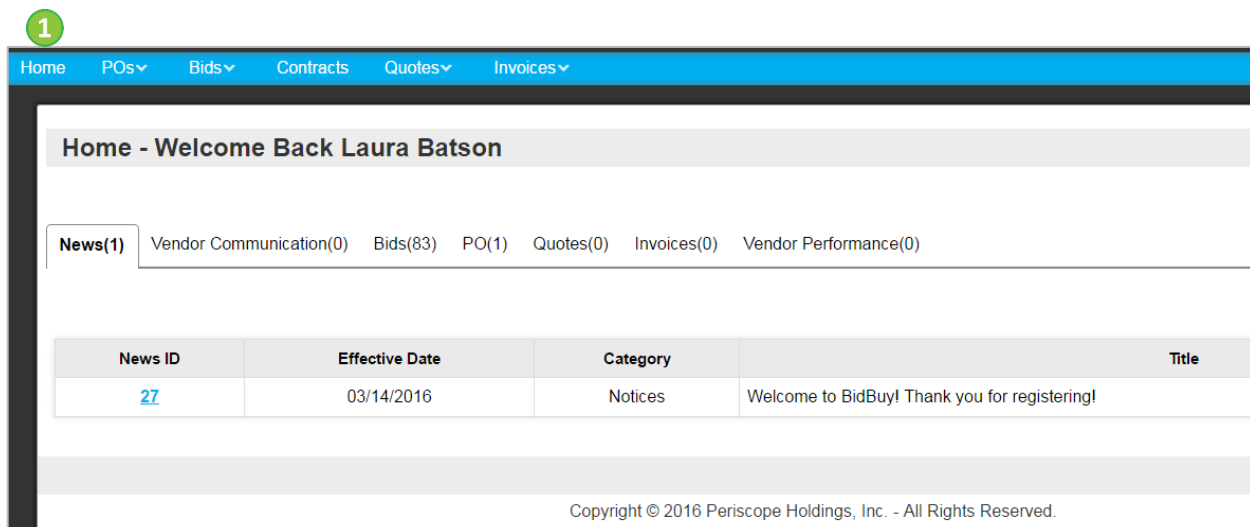 1
Home POs Bids Contracts Quotes Invoices
Home - Welcome Back Laura Batson
News(1) Vendor Communication(0) Bids(83) PO(1) Quotes(0) Invoices(0) Vendor Performance(0)
News ID Effective Date Category Title
27 03/14/2016 Notices Welcome to BidBuy! Thank you for registering!
Copyright © 2016 Periscope Holdings, Inc. - All Rights Reserved.